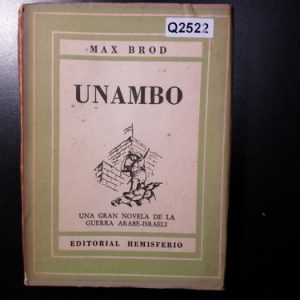 Q2522
MAX BROD
UNAMBO
UNA GRAN NOVELA DE LA
GUERRA ARABE-ISRAELI
EDITORIAL HEMISFERIO